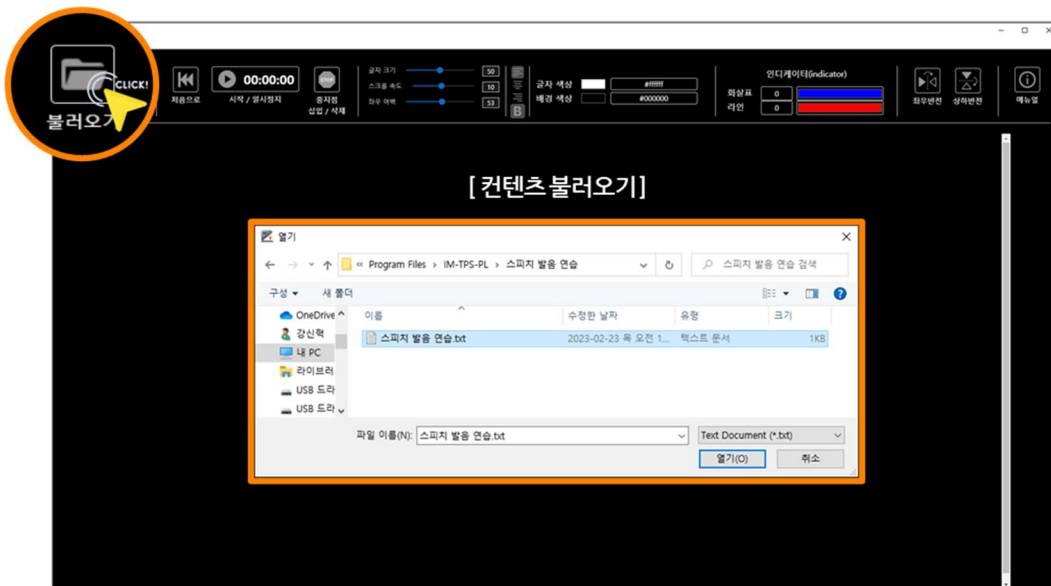 CLICK!
불러오기
처음으로
00:00:00
시작 / 일시정지
STOP
중지점
삽입 / 삭제
글자 크기
50
스크롤 속도
10
좌우 여백
53
B
글자 색상
#ffffff
배경 색상
#000000
인디케이터(indicator)
화살표
0
라인
0
좌우반전
상하반전
메뉴얼
[ 컨텐츠 불러오기 ]
열기
« Program Files › IM-TPS-PL › 스피치 발음 연습
스피치 발음 연습 검색
구성
새 폴더
이름
수정한 날짜
유형
크기
OneDrive
강신혁
내 PC
라이브러
USB 드라
USB 드라
스피치 발음 연습.txt
2023-02-23 목 오전 1...
텍스트 문서
1KB
파일 이름(N):
스피치 발음 연습.txt
Text Document (*.txt)
열기(O)
취소